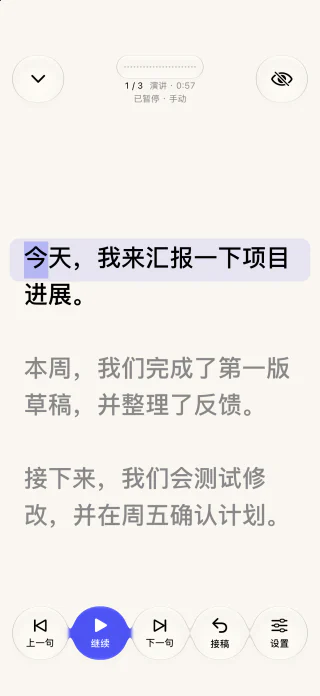 1 / 3 演讲 · 0:57
已暂停 · 手动
今天，我来汇报一下项目
进展。
本周，我们完成了第一版
草稿，并整理了反馈。
接下来，我们会测试修
改，并在周五确认计划。
上一句 继续 下一句 接稿 设置